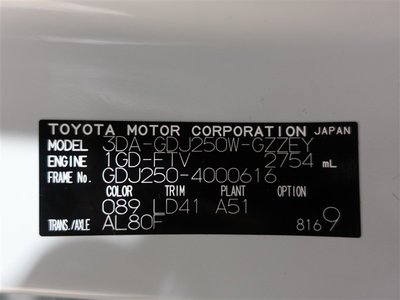 TOYOTA MOTOR CORPORATION JAPAN
MODEL 3DA-GDJ250W-GZZEY
ENGINE 1GD-FTV 2754 mL
FRAME No. GDJ250-4000616
COLOR TRIM PLANT OPTION
089 LD41 A51
TRANS./AXLE AL80F 8169